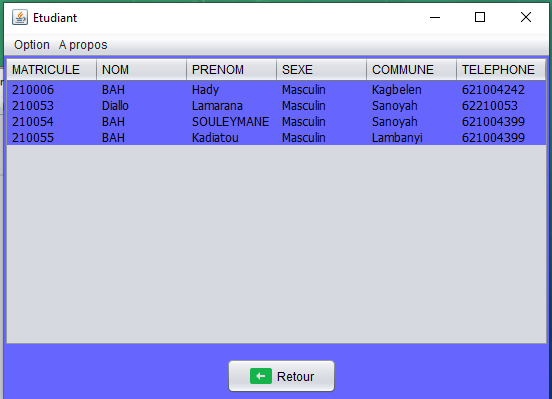 Etudiant
Option A propos
MATRICULE NOM PRENOM SEXE COMMUNE TELEPHONE
210006 BAH Hady Masculin Kagbelen 621004242
210053 Diallo Lamarana Masculin Sanoyah 62210053
210054 BAH SOULEYMANE Masculin Sanoyah 621004399
210055 BAH Kadiatou Masculin Lambanyi 621004399
Retour